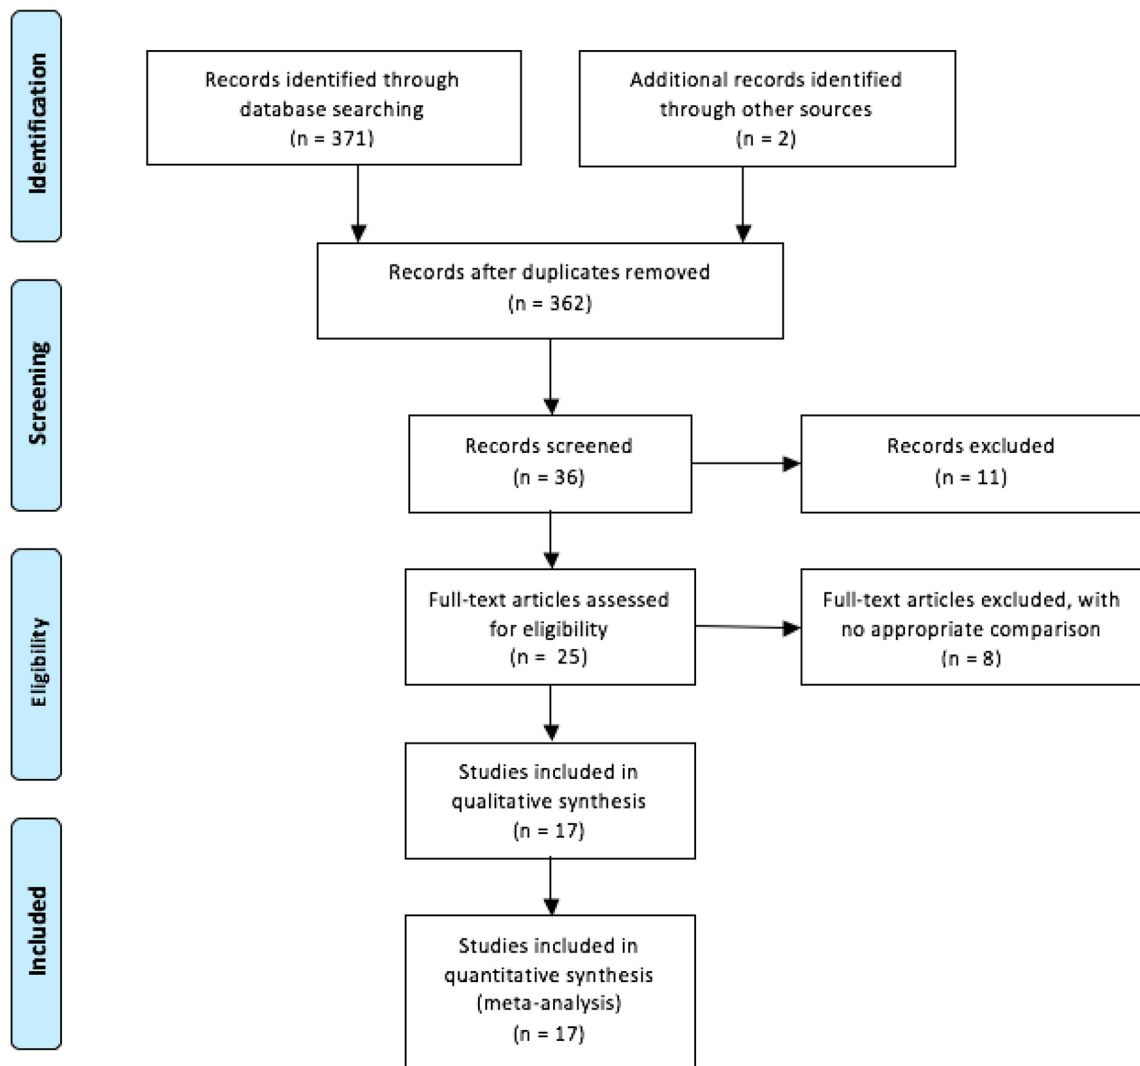 Identification
Records identified through
database searching
(n = 371)
Additional records identified
through other sources
(n = 2)
Records after duplicates removed
(n = 362)
Screening
Records screened
(n = 36)
Records excluded
(n = 11)
Eligibility
Full-text articles assessed
for eligibility
(n = 25)
Full-text articles excluded, with
no appropriate comparison
(n = 8)
Studies included in
qualitative synthesis
(n = 17)
Included
Studies included in
quantitative synthesis
(meta-analysis)
(n = 17)